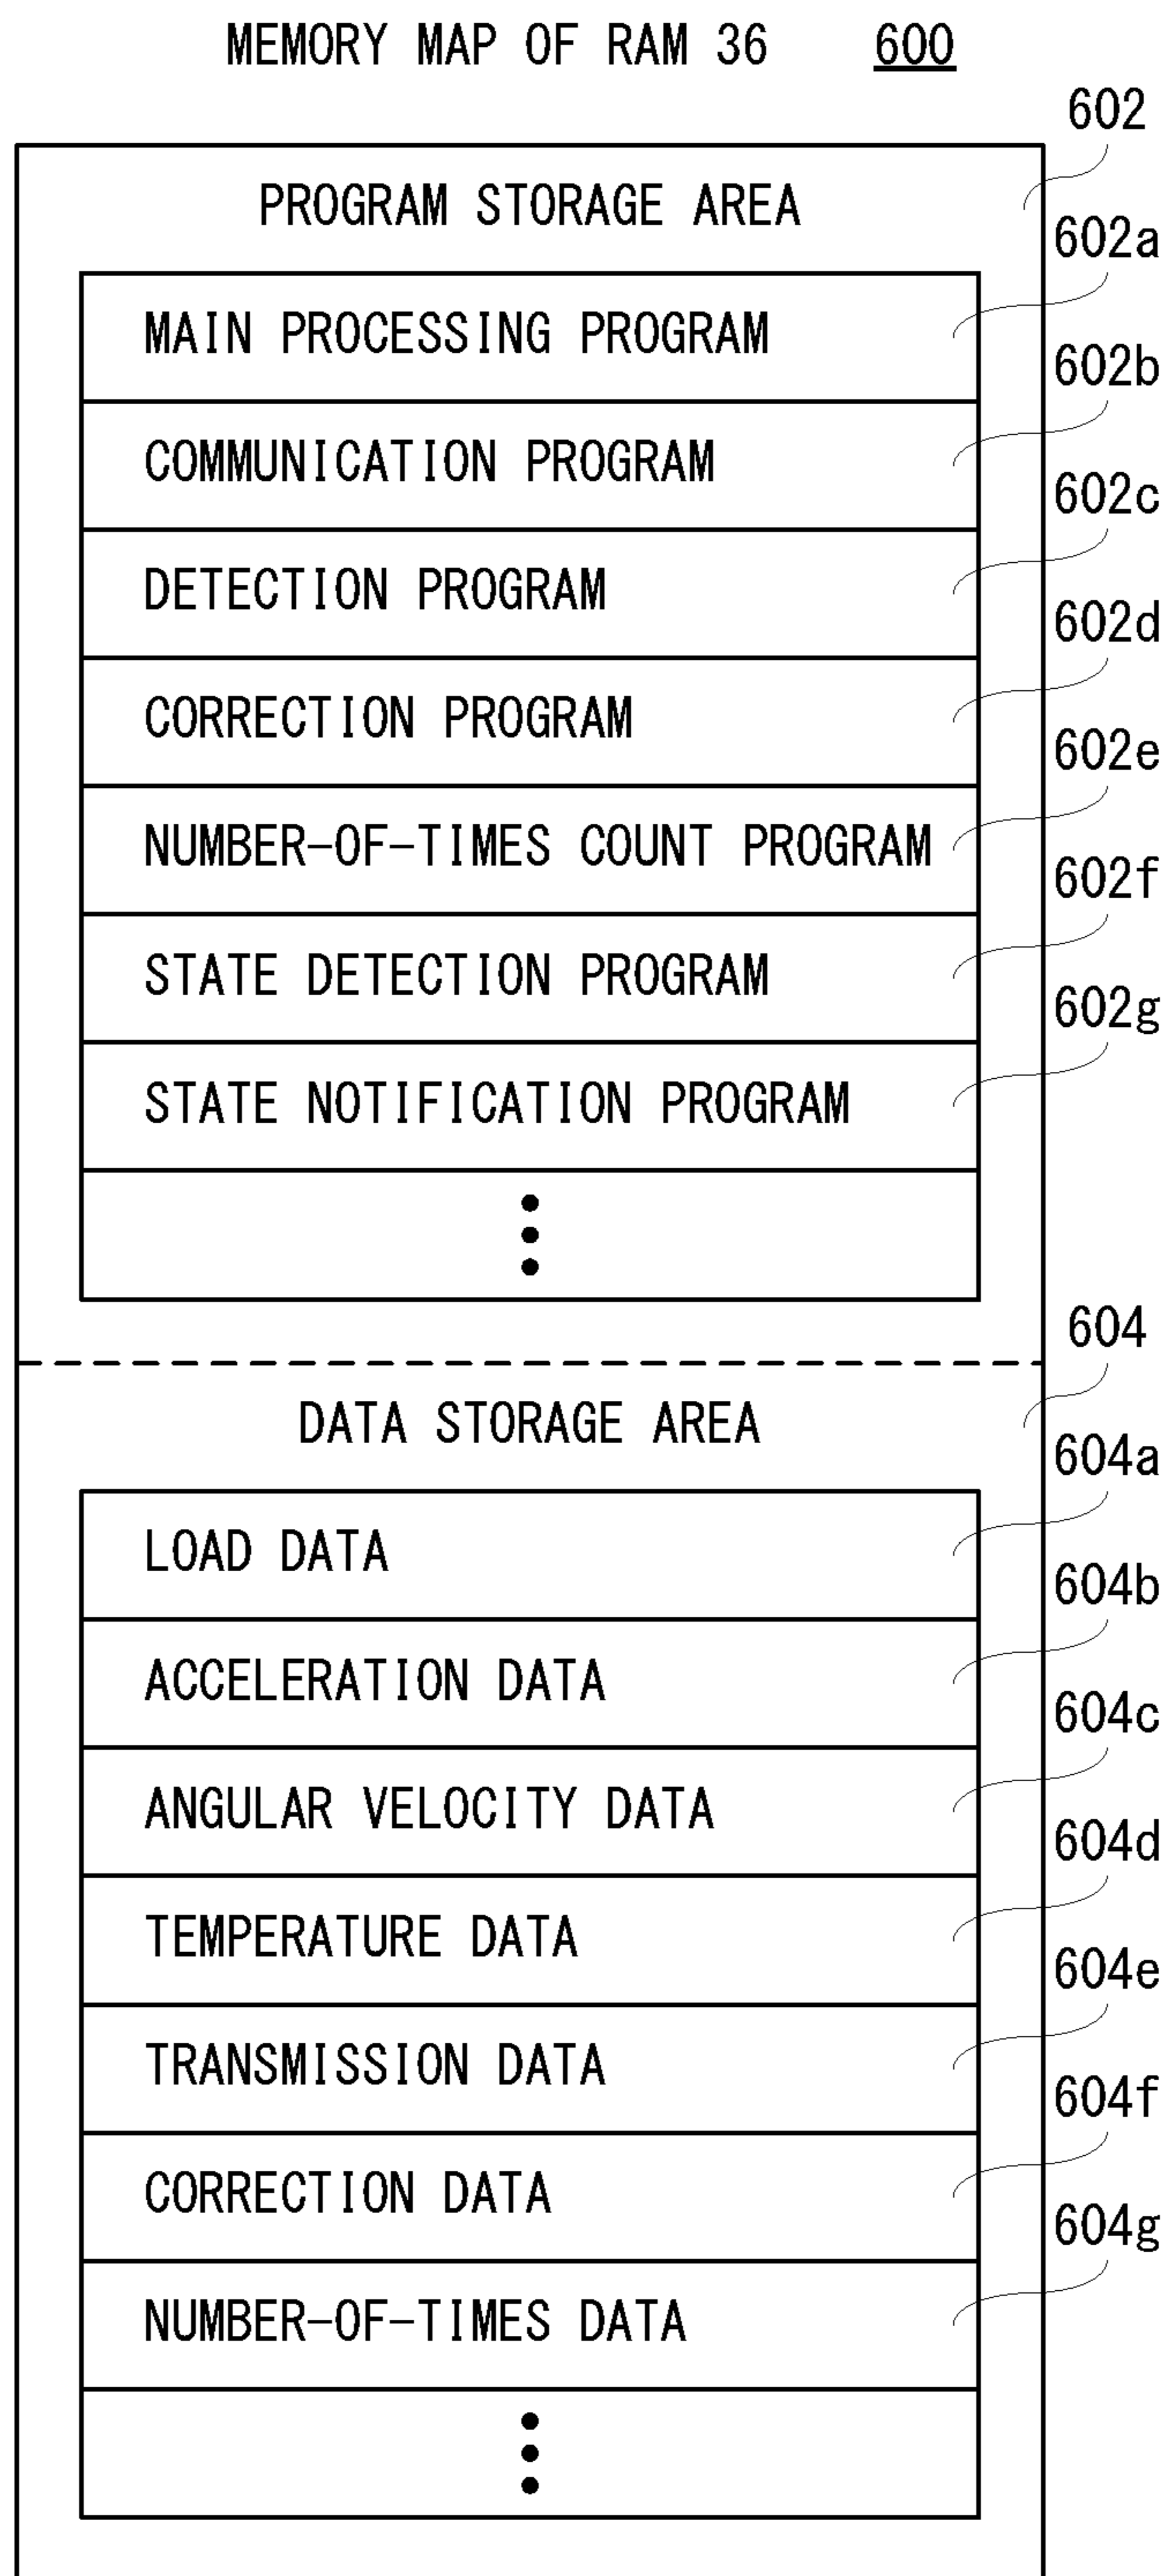 MEMORY MAP OF RAM 36 600
602
PROGRAM STORAGE AREA
602a
MAIN PROCESSING PROGRAM
602b
COMMUNICATION PROGRAM
602c
DETECTION PROGRAM
602d
CORRECTION PROGRAM
602e
NUMBER-OF-TIMES COUNT PROGRAM
602f
STATE DETECTION PROGRAM
602g
STATE NOTIFICATION PROGRAM
604
DATA STORAGE AREA
604a
LOAD DATA
604b
ACCELERATION DATA
604c
ANGULAR VELOCITY DATA
604d
TEMPERATURE DATA
604e
TRANSMISSION DATA
604f
CORRECTION DATA
604g
NUMBER-OF-TIMES DATA